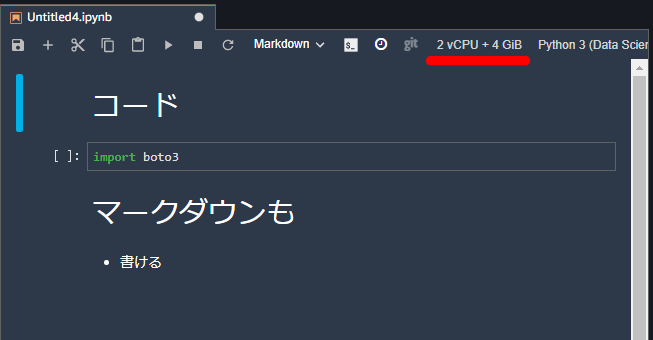 Untitled4.ipynb
Markdown
git
2 vCPU + 4 GiB
Python 3 (Data Scien
コード
[ ]:
import boto3
マークダウンも
• 書ける